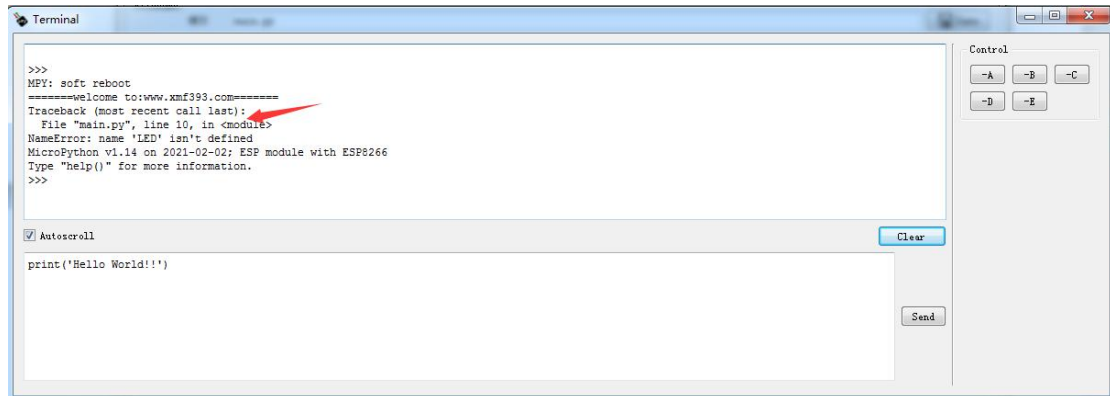 Terminal
>>>
MPY: soft reboot
=======welcome to:www.xmf393.com=======
Traceback (most recent call last):
  File "main.py", line 10, in <module>
NameError: name 'LED' isn't defined
MicroPython v1.14 on 2021-02-02; ESP module with ESP8266
Type "help()" for more information.
>>>
Autoscroll
Clear
print('Hello World!!')
Send
Control
-A -B -C
-D -E